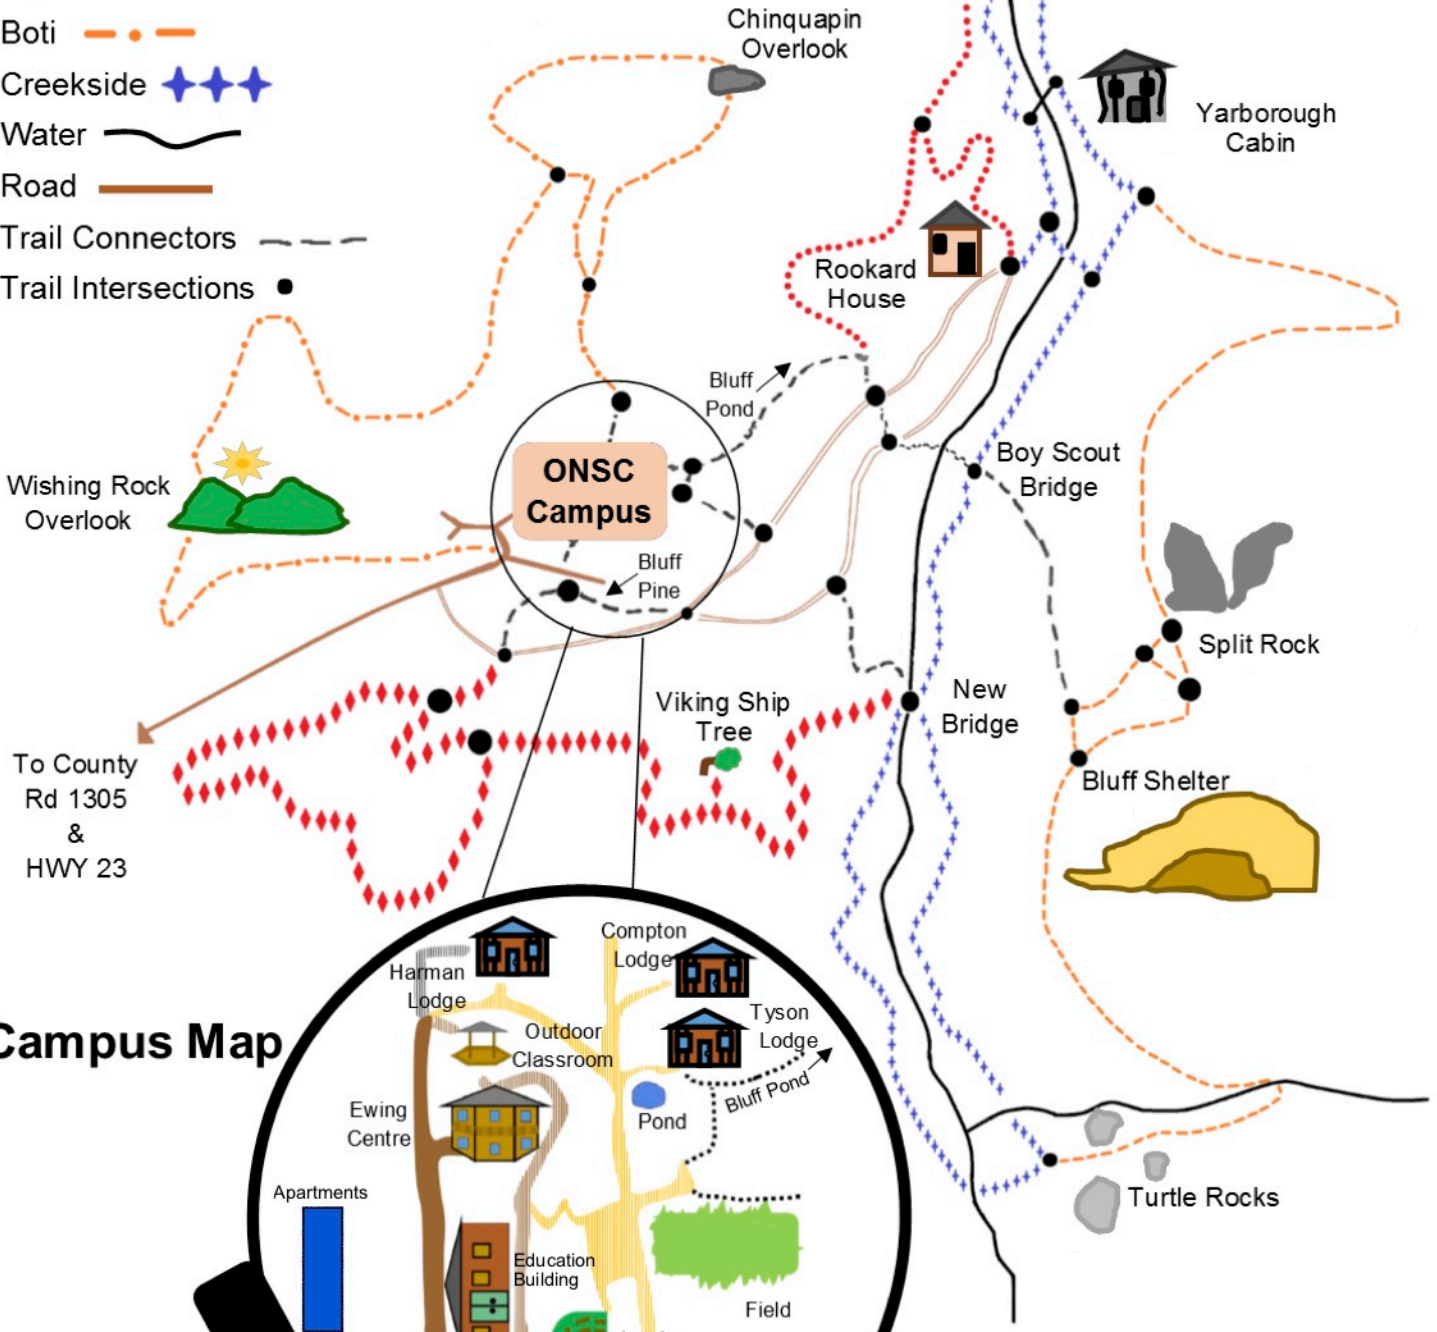 Boti
Creekside
Water
Road
Trail Connectors
Trail Intersections
Chinquapin
Overlook
Yarborough
Cabin
Rookard
House
Bluff
Pond
Boy Scout
Bridge
Wishing Rock
Overlook
ONSC
Campus
Bluff
Pine
Split Rock
Viking Ship
Tree
New
Bridge
To County
Rd 1305
&
HWY 23
Bluff Shelter
Turtle Rocks
Campus Map
Harman
Lodge
Compton
Lodge
Outdoor
Classroom
Tyson
Lodge
Bluff Pond
Pond
Ewing
Centre
Apartments
Education
Building
Field